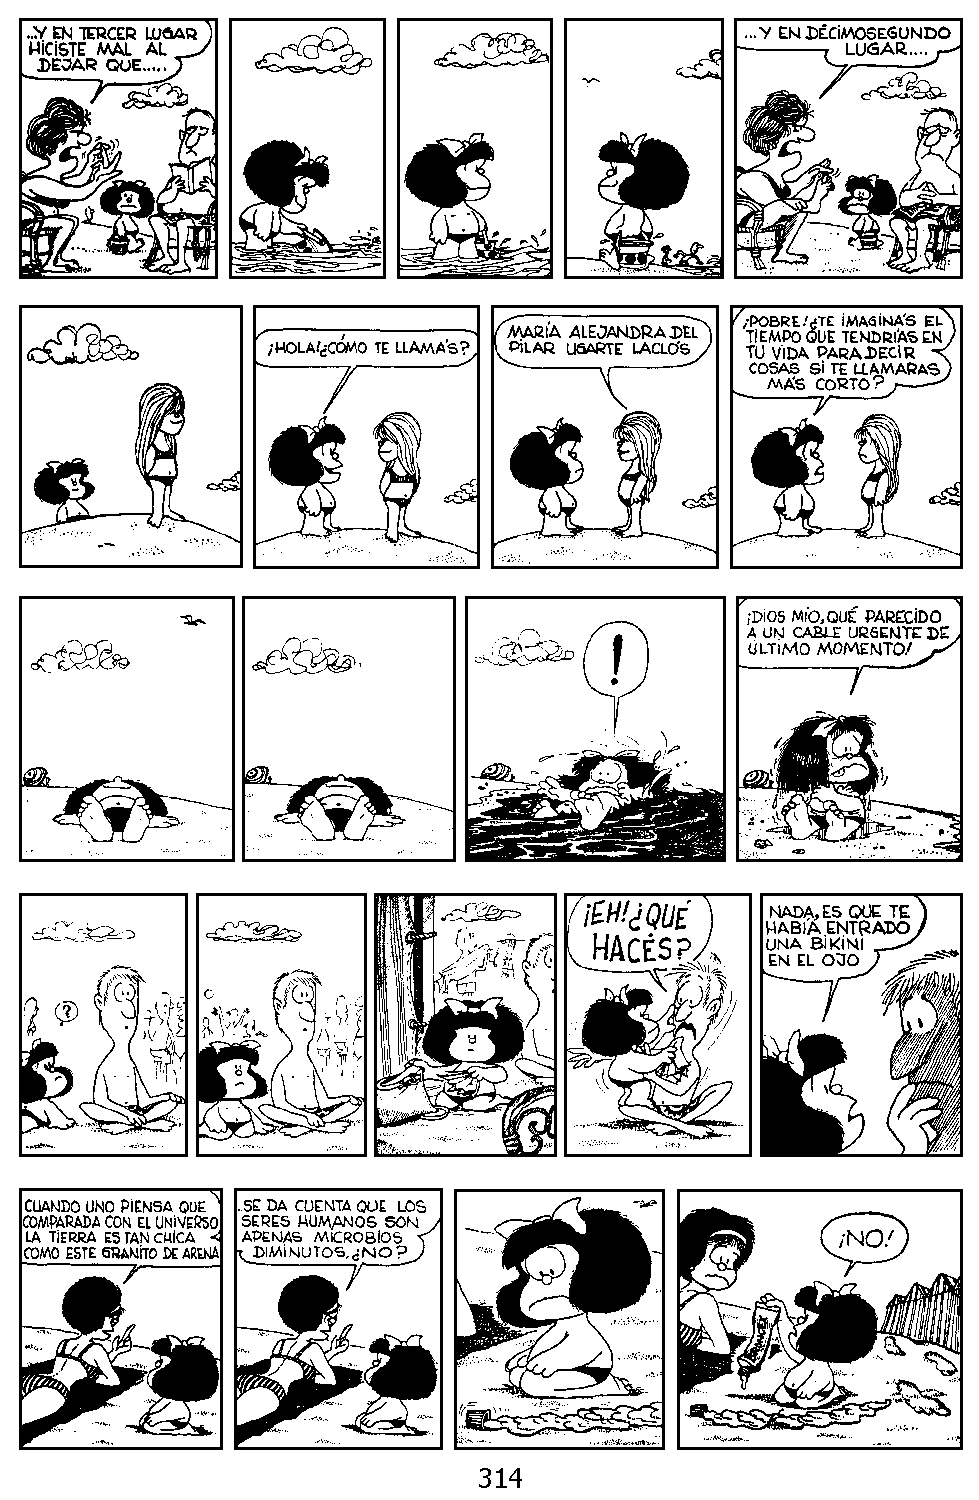 ...Y EN TERCER LUGAR
HICISTE MAL AL
DEJAR QUE.....
...Y EN DÉCIMOSEGUNDO
LUGAR....
¡HOLA!¿CÓMO TE LLAMÁS?
MARÍA ALEJANDRA DEL
PILAR UGARTE LACLÓS
¡POBRE!¿TE IMAGINÁS EL
TIEMPO QUE TENDRÍAS EN
TU VIDA PARA DECIR
COSAS SI TE LLAMARAS
MÁS CORTO?
!
¡DIOS MÍO, QUÉ PARECIDO
A UN CABLE URGENTE DE
ÚLTIMO MOMENTO!
?
¡EH!¿QUÉ
HACÉS?
NADA, ES QUE TE
HABÍA ENTRADO
UNA BIKINI
EN EL OJO
CUANDO UNO PIENSA QUE
COMPARADA CON EL UNIVERSO
LA TIERRA ES TAN CHICA
COMO ESTE GRANITO DE ARENA
SE DA CUENTA QUE LOS
SERES HUMANOS SON
APENAS MICROBIOS
DIMINUTOS, ¿NO?
¡NO!
314